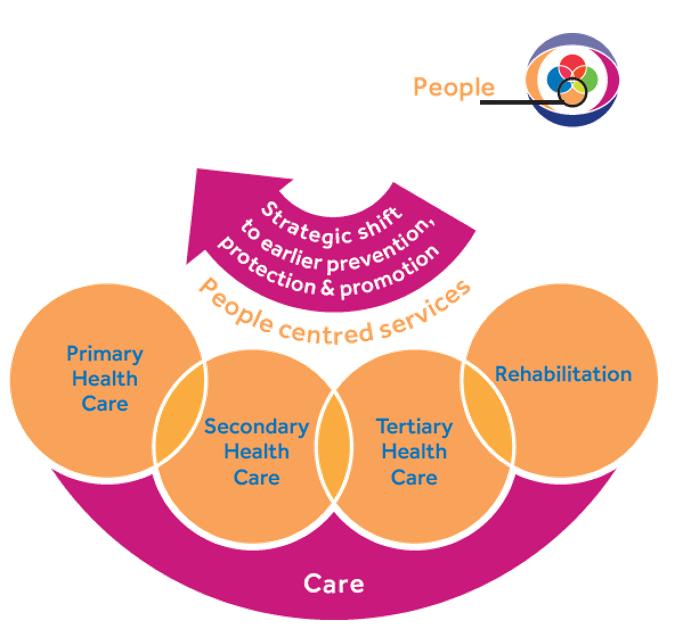 People
Strategic shift
to earlier prevention,
protection & promotion
People centred services
Primary
Health
Care
Secondary
Health
Care
Tertiary
Health
Care
Rehabilitation
Care